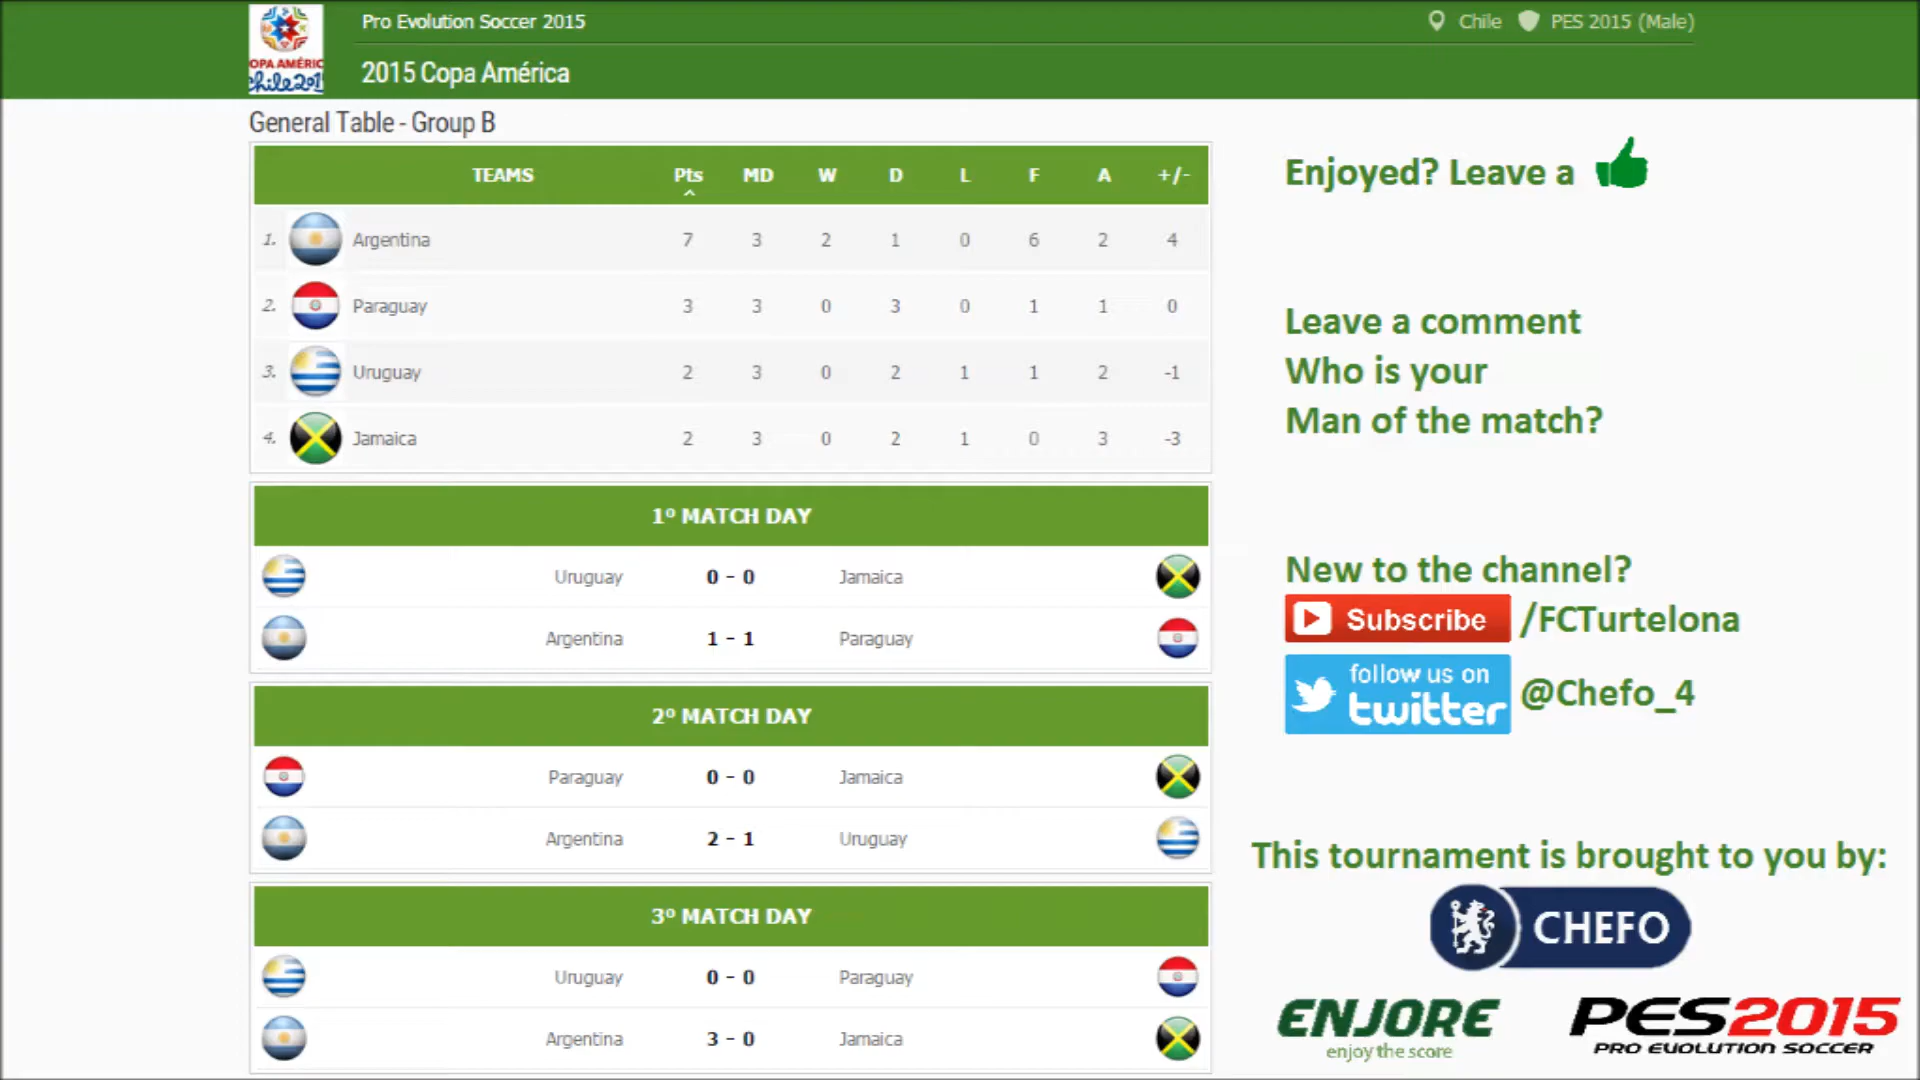 Pro Evolution Soccer 2015
Chile PES 2015 (Male)
OPA AMÉRIC
Chile201
2015 Copa América
General Table - Group B
TEAMS Pts MD W D L F A +/-
1. Argentina 7 3 2 1 0 6 2 4
2. Paraguay 3 3 0 3 0 1 1 0
3. Uruguay 2 3 0 2 1 1 2 -1
4. Jamaica 2 3 0 2 1 0 3 -3
1º MATCH DAY
Uruguay 0 - 0 Jamaica
Argentina 1 - 1 Paraguay
2º MATCH DAY
Paraguay 0 - 0 Jamaica
Argentina 2 - 1 Uruguay
3º MATCH DAY
Uruguay 0 - 0 Paraguay
Argentina 3 - 0 Jamaica
Enjoyed? Leave a
Leave a comment
Who is your
Man of the match?
New to the channel?
Subscribe /FCTurtelona
follow us on
twitter @Chefo_4
This tournament is brought to you by:
CHEFO
ENJORE
enjoy the score
PES2015
PRO EVOLUTION SOCCER